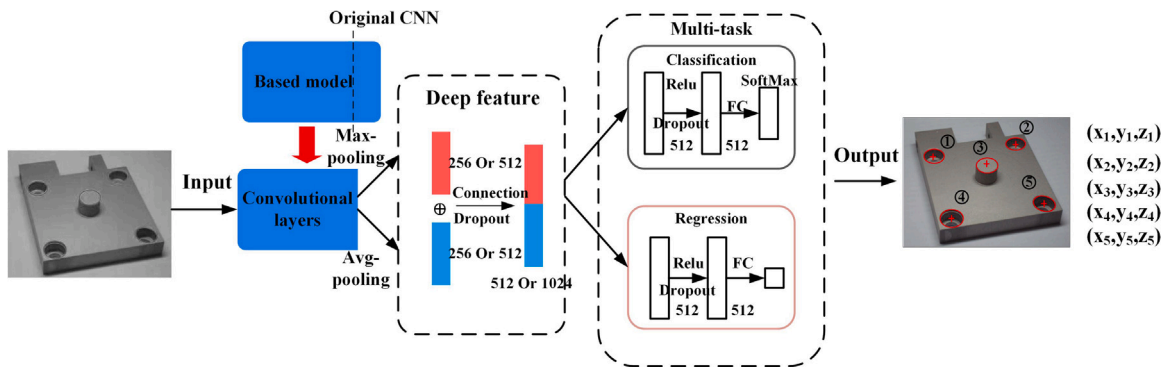 Original CNN
Based model
Max-
pooling
Input
Convolutional
layers
Avg-
pooling
Deep feature
256 Or 512
Connection
⊕
Dropout
256 Or 512
512 Or 1024
Multi-task
Classification
SoftMax
Relu
FC
Dropout
512
512
Regression
Relu
FC
Dropout
512
512
Output
①
②
③
④
⑤
(x₁,y₁,z₁)
(x₂,y₂,z₂)
(x₃,y₃,z₃)
(x₄,y₄,z₄)
(x₅,y₅,z₅)